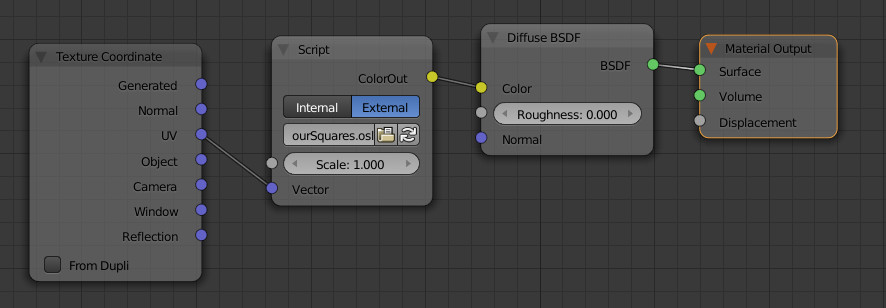 Texture Coordinate
Generated
Normal
UV
Object
Camera
Window
Reflection
From Dupli
Script
ColorOut
Internal External
ourSquares.osl
Scale: 1.000
Vector
Diffuse BSDF
BSDF
Color
Roughness: 0.000
Normal
Material Output
Surface
Volume
Displacement